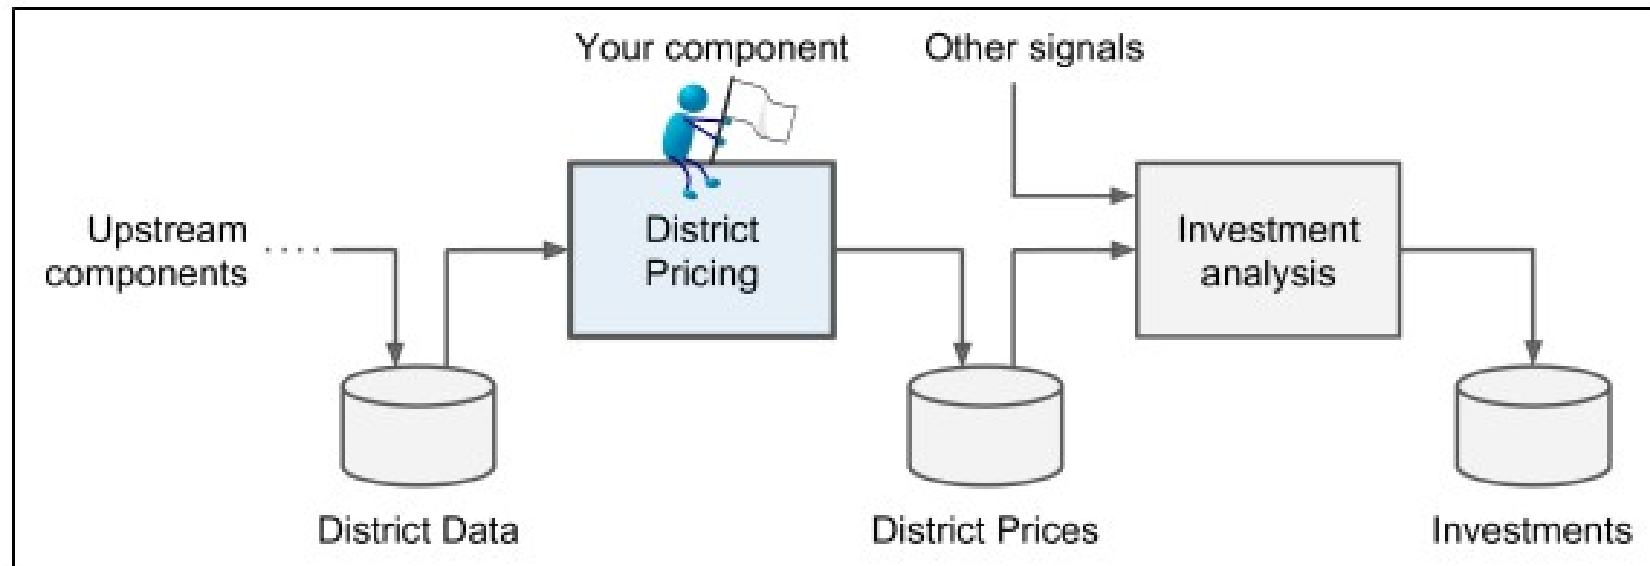 Your component
Other signals
Upstream
components
District
Pricing
Investment
analysis
District Data
District Prices
Investments